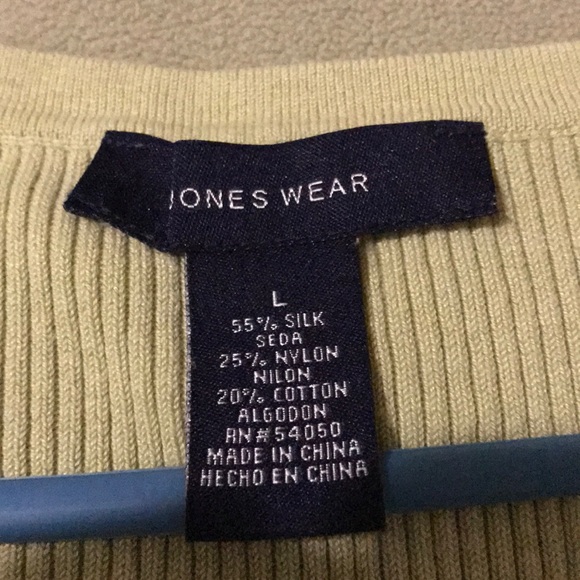 JONES WEAR
L
55% SILK
SEDA
25% NYLON
NILON
20% COTTON
ALGODON
RN#54050
MADE IN CHINA
HECHO EN CHINA